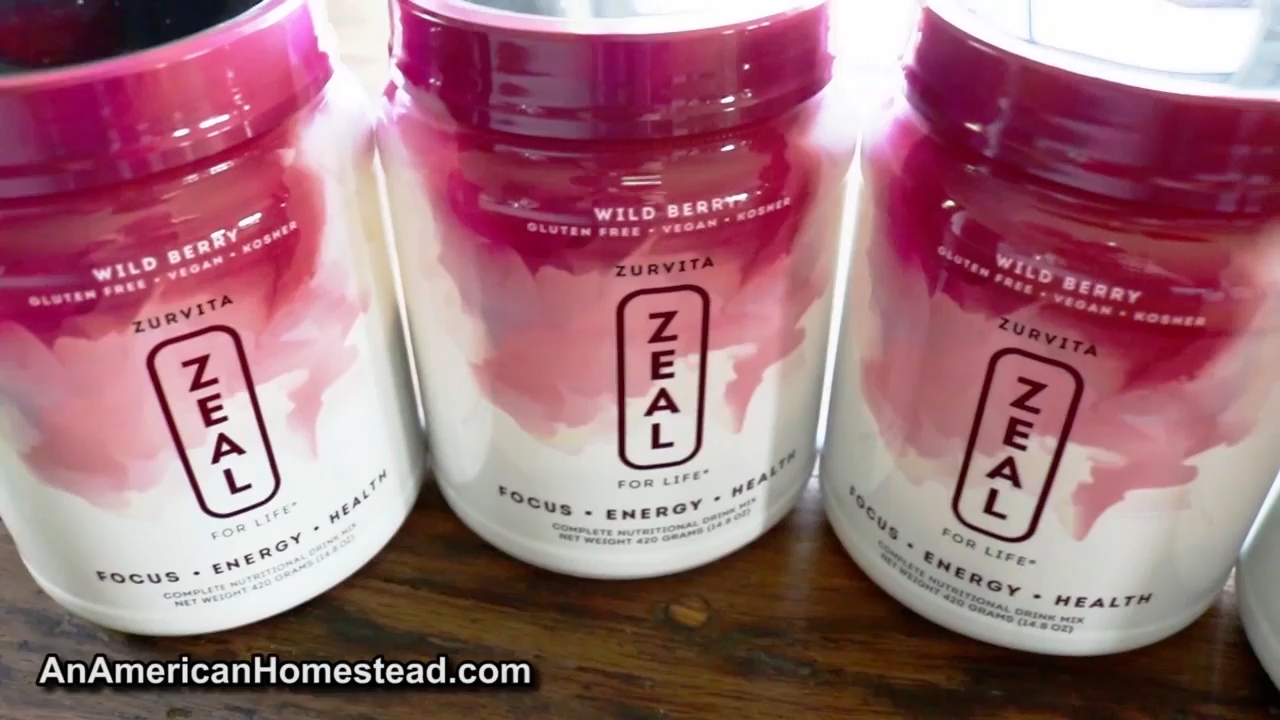 WILD BERRY
GLUTEN FREE • VEGAN • KOSHER
ZURVITA
ZEAL
FOR LIFE®
FOCUS • ENERGY • HEALTH
COMPLETE NUTRITIONAL DRINK MIX
NET WEIGHT 420 GRAMS (14.8 OZ)
WILD BERRY
GLUTEN FREE • VEGAN • KOSHER
ZURVITA
ZEAL
FOR LIFE®
FOCUS • ENERGY • HEALTH
COMPLETE NUTRITIONAL DRINK MIX
NET WEIGHT 420 GRAMS (14.8 OZ)
WILD BERRY
GLUTEN FREE • VEGAN • KOSHER
ZURVITA
ZEAL
FOR LIFE®
FOCUS • ENERGY • HEALTH
COMPLETE NUTRITIONAL DRINK MIX
NET WEIGHT 420 GRAMS (14.8 OZ)
AnAmericanHomestead.com